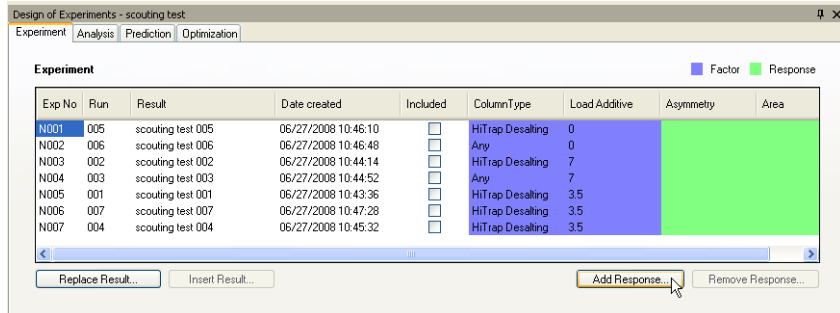 Design of Experiments - scouting test
Experiment Analysis Prediction Optimization
Experiment Factor Response
Exp No Run Result Date created Included ColumnType Load Additive Asymmetry Area
N001 005 scouting test 005 06/27/2008 10:46:10 HiTrap Desalting 0
N002 006 scouting test 006 06/27/2008 10:46:48 Any 0
N003 002 scouting test 002 06/27/2008 10:44:14 HiTrap Desalting 7
N004 003 scouting test 003 06/27/2008 10:44:52 Any 7
N005 001 scouting test 001 06/27/2008 10:43:36 HiTrap Desalting 3.5
N006 007 scouting test 007 06/27/2008 10:47:28 HiTrap Desalting 3.5
N007 004 scouting test 004 06/27/2008 10:45:32 HiTrap Desalting 3.5
Replace Result... Insert Result... Add Response... Remove Response...